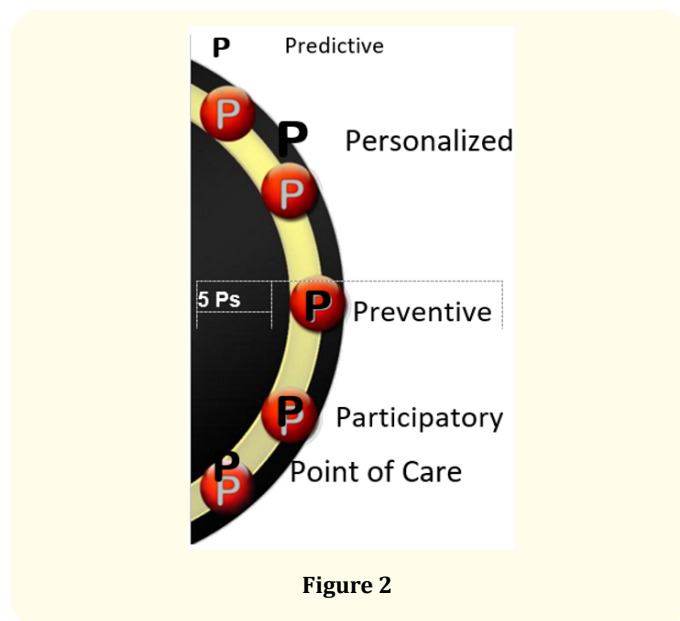 P Predictive
P
P Personalized
P
5 Ps P Preventive
P P Participatory
P Point of Care
P
Figure 2